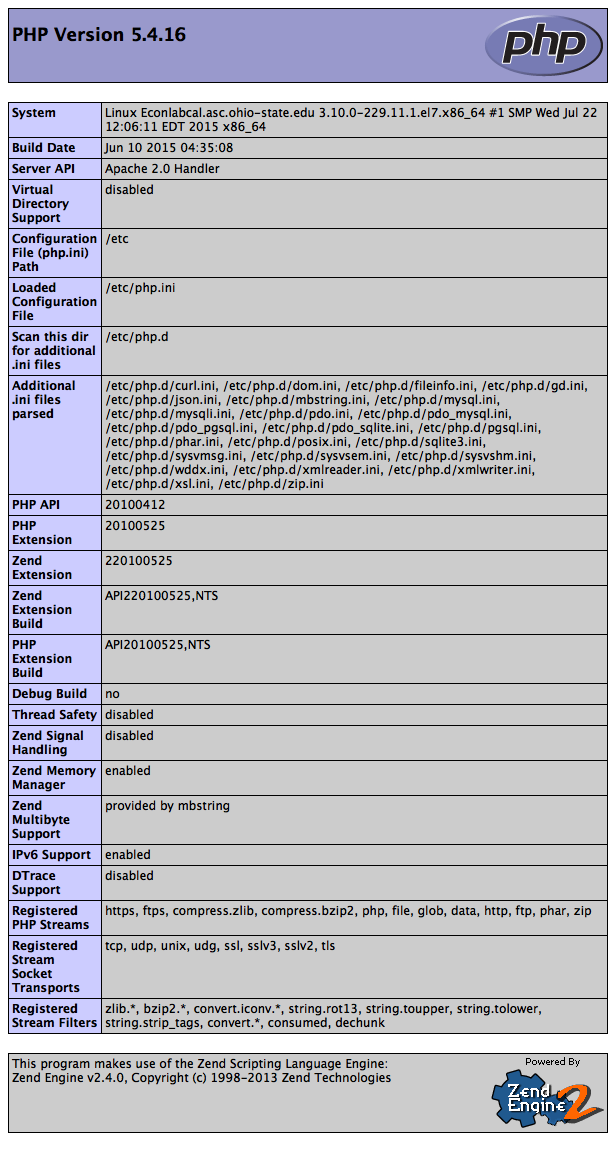 PHP Version 5.4.16
php
System
Linux Econlabcal.asc.ohio-state.edu 3.10.0-229.11.1.el7.x86_64 #1 SMP Wed Jul 22
12:06:11 EDT 2015 x86_64
Build Date
Jun 10 2015 04:35:08
Server API
Apache 2.0 Handler
Virtual
Directory
Support
disabled
Configuration
File (php.ini)
Path
/etc
Loaded
Configuration
File
/etc/php.ini
Scan this dir
for additional
.ini files
/etc/php.d
Additional
.ini files
parsed
/etc/php.d/curl.ini, /etc/php.d/dom.ini, /etc/php.d/fileinfo.ini, /etc/php.d/gd.ini,
/etc/php.d/json.ini, /etc/php.d/mbstring.ini, /etc/php.d/mysql.ini,
/etc/php.d/mysqli.ini, /etc/php.d/pdo.ini, /etc/php.d/pdo_mysql.ini,
/etc/php.d/pdo_pgsql.ini, /etc/php.d/pdo_sqlite.ini, /etc/php.d/pgsql.ini,
/etc/php.d/phar.ini, /etc/php.d/posix.ini, /etc/php.d/sqlite3.ini,
/etc/php.d/sysvmsg.ini, /etc/php.d/sysvsem.ini, /etc/php.d/sysvshm.ini,
/etc/php.d/wddx.ini, /etc/php.d/xmlreader.ini, /etc/php.d/xmlwriter.ini,
/etc/php.d/xsl.ini, /etc/php.d/zip.ini
PHP API
20100412
PHP
Extension
20100525
Zend
Extension
220100525
Zend
Extension
Build
API220100525,NTS
PHP
Extension
Build
API20100525,NTS
Debug Build
no
Thread Safety
disabled
Zend Signal
Handling
disabled
Zend Memory
Manager
enabled
Zend
Multibyte
Support
provided by mbstring
IPv6 Support
enabled
DTrace
Support
disabled
Registered
PHP Streams
https, ftps, compress.zlib, compress.bzip2, php, file, glob, data, http, ftp, phar, zip
Registered
Stream
Socket
Transports
tcp, udp, unix, udg, ssl, sslv3, sslv2, tls
Registered
Stream Filters
zlib.*, bzip2.*, convert.iconv.*, string.rot13, string.toupper, string.tolower,
string.strip_tags, convert.*, consumed, dechunk
This program makes use of the Zend Scripting Language Engine:
Zend Engine v2.4.0, Copyright (c) 1998-2013 Zend Technologies
Powered By
Zend
Engine 2